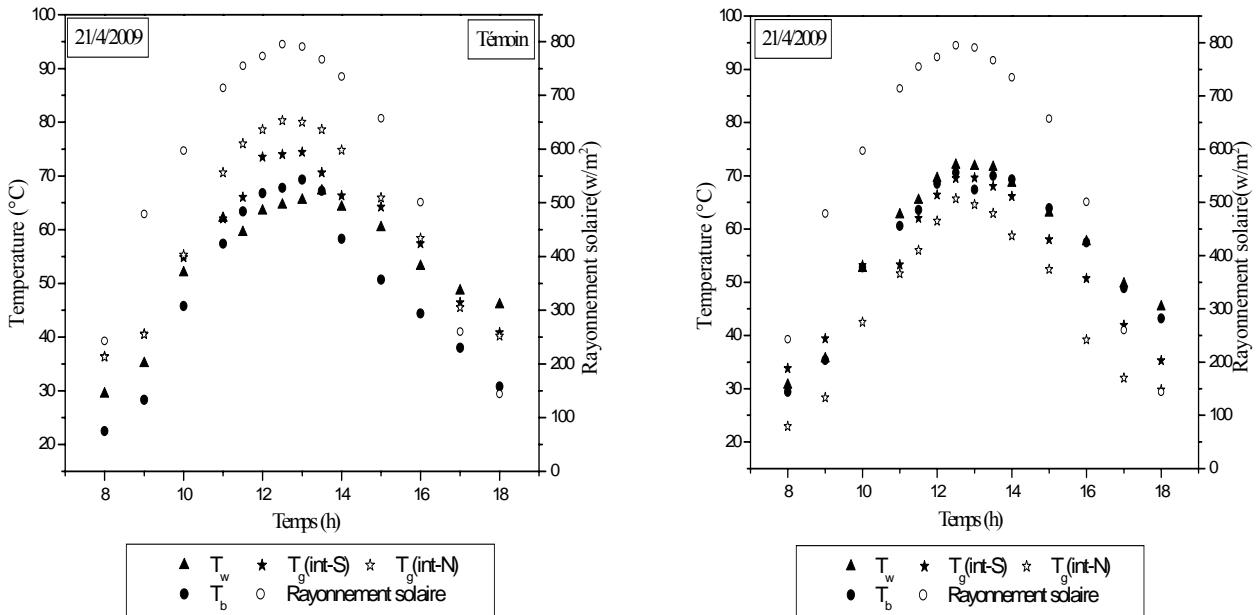 21/4/2009
Témoin
100
90
80
70
60
50
40
30
20
Temperature (°C)
800
700
600
500
400
300
200
100
0
Rayonnement solaire(w/m²)
8 10 12 14 16 18
Temps (h)
T_w T_g(int-S) T_g(int-N)
T_b Rayonnement solaire
21/4/2009
100
90
80
70
60
50
40
30
20
Temperature (°C)
800
700
600
500
400
300
200
100
0
Rayonnement solaire(w/m²)
8 10 12 14 16 18
Temps (h)
T_w T_g(int-S) T_g(int-N)
T_b Rayonnement solaire